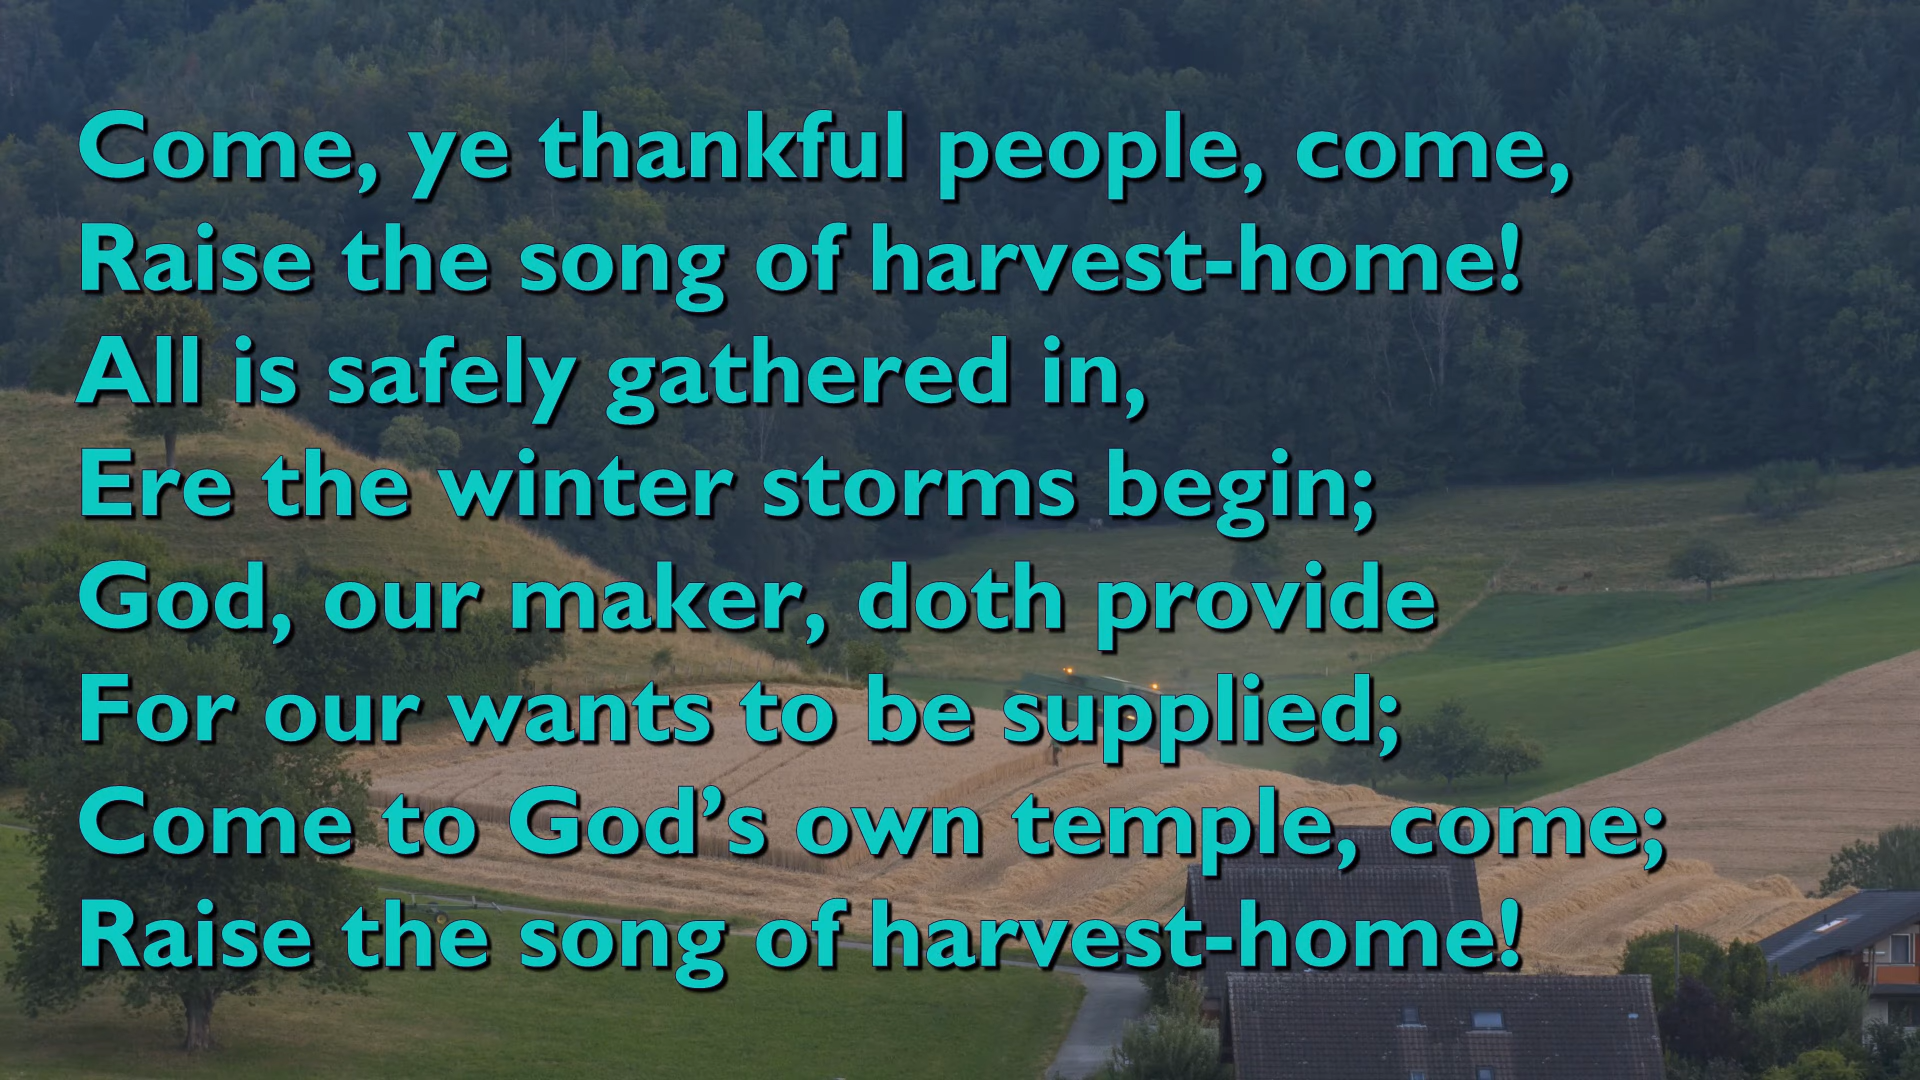 Come, ye thankful people, come,
Raise the song of harvest-home!
All is safely gathered in,
Ere the winter storms begin;
God, our maker, doth provide
For our wants to be supplied;
Come to God’s own temple, come;
Raise the song of harvest-home!